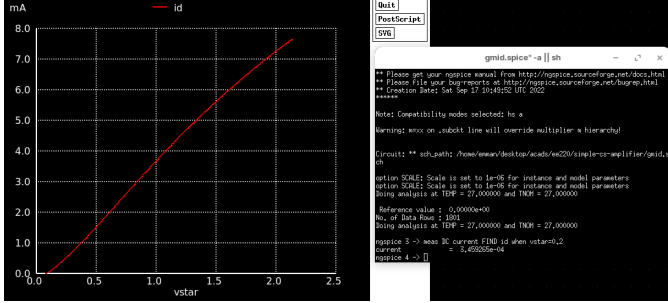 mA
id
8.0
7.0
6.0
5.0
4.0
3.0
2.0
1.0
0.0
0.0 0.5 1.0 1.5 2.0 2.5
vstar
Quit
PostScript
SVG
gmid.spice" -a || sh
** Please get your ngspice manual from http://ngspice.sourceforge.net/docs.html
** Please file your bug-reports at http://ngspice.sourceforge.net/bugrep.html
** Creation Date: Sat Sep 17 10:49:52 UTC 2022
******
Note: Compatibility modes selected: hs a
Warning: m=xx on .subckt line will override multiplier m hierarchy!
Circuit: ** sch_path: /home/emman/desktop/acads/ee220/simple-cs-amplifier/gmid.s
ch
option SCALE: Scale is set to 1e-06 for instance and model parameters
option SCALE: Scale is set to 1e-06 for instance and model parameters
Doing analysis at TEMP = 27.000000 and TNOM = 27.000000
Reference value : 0.00000e+00
No. of Data Rows : 1801
Doing analysis at TEMP = 27.000000 and TNOM = 27.000000
ngspice 3 -> meas DC current FIND id when vstar=0.2
current = 3.459265e-04
ngspice 4 ->